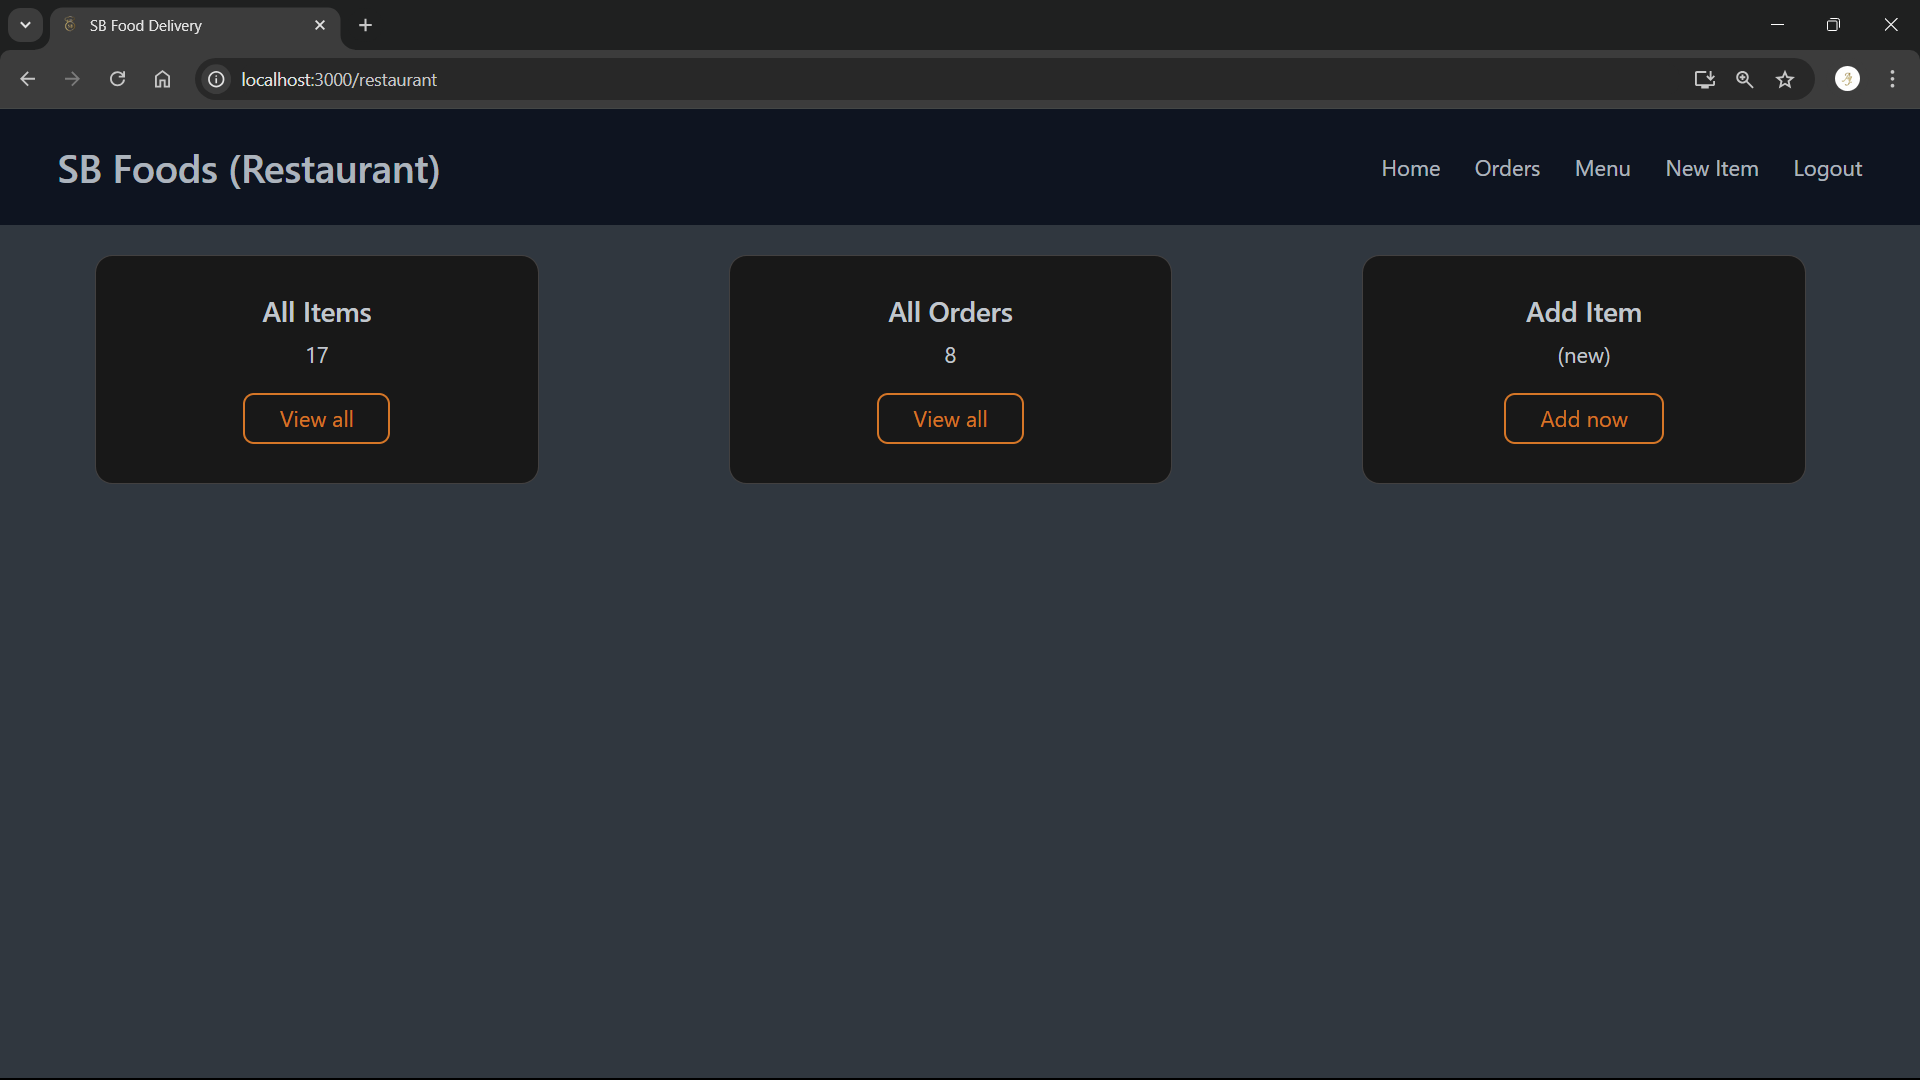 SB Food Delivery
localhost:3000/restaurant
SB Foods (Restaurant)
Home Orders Menu New Item Logout
All Items
17
View all
All Orders
8
View all
Add Item
(new)
Add now